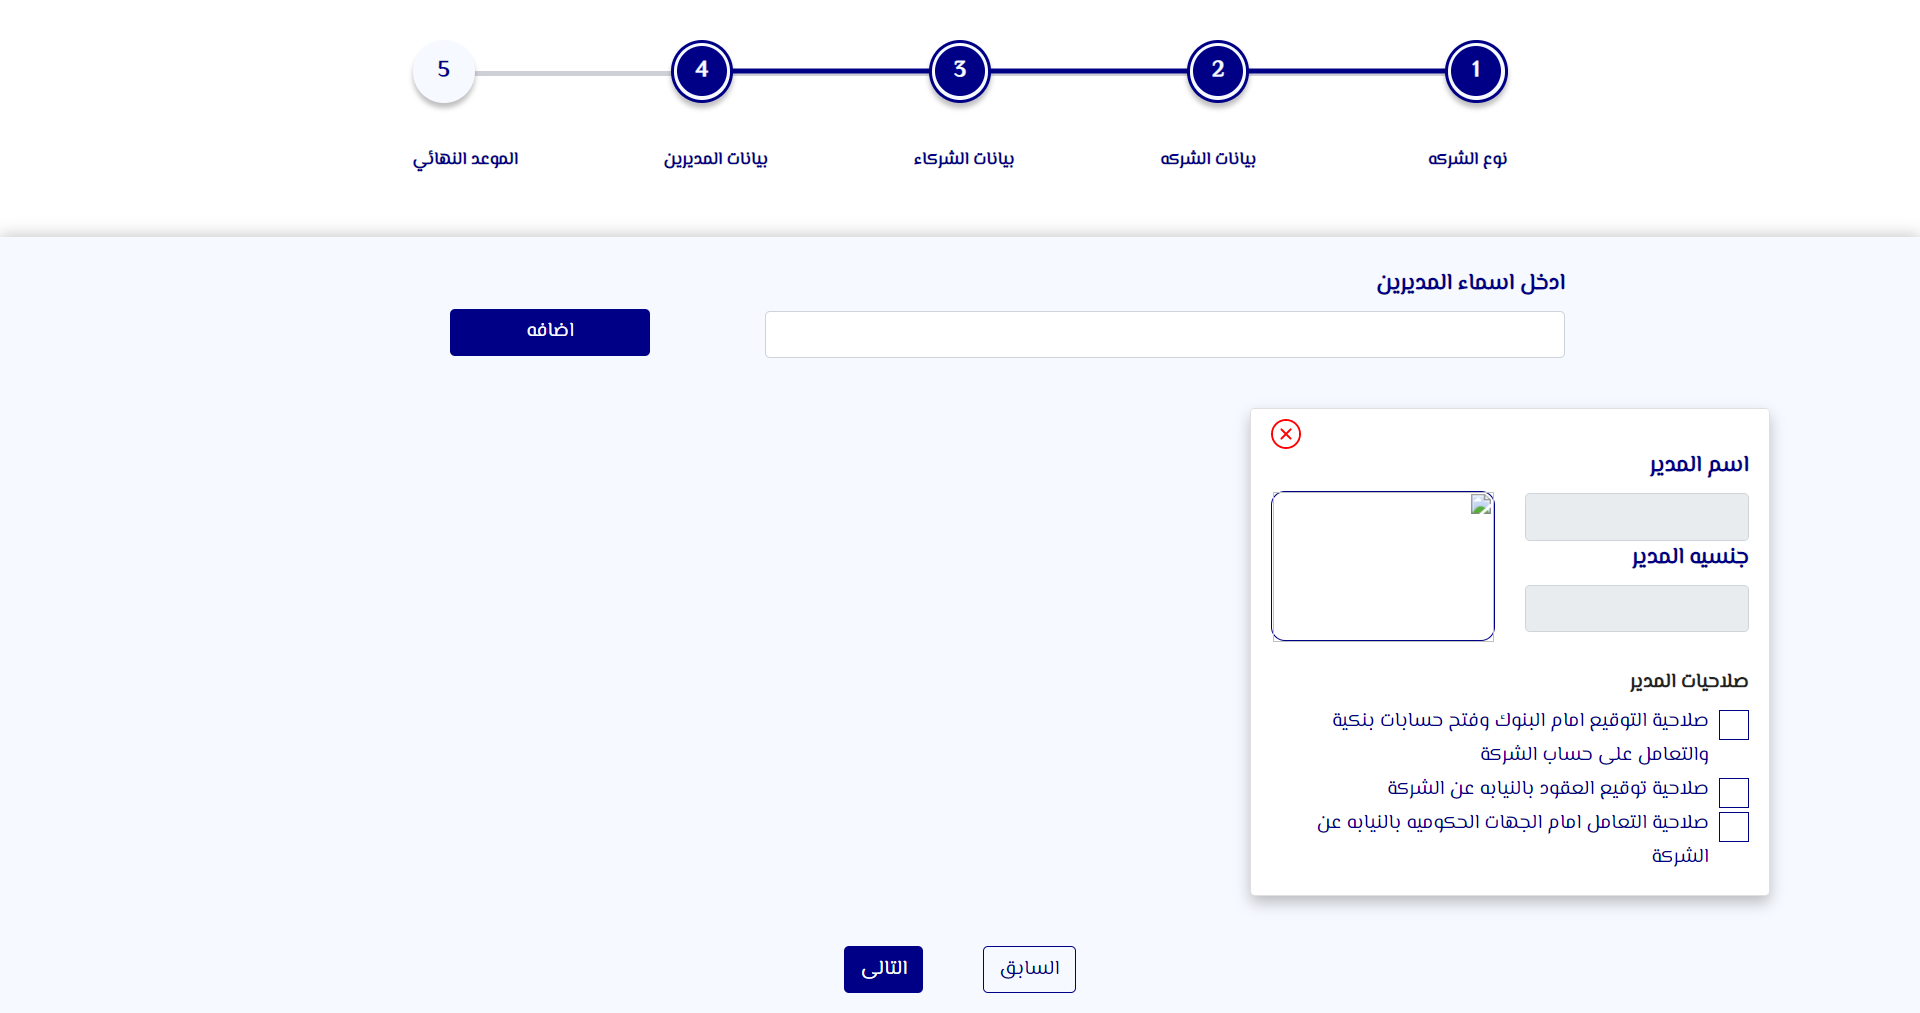 1
2
3
4
5
نوع الشركه
بيانات الشركه
بيانات الشركاء
بيانات المديرين
الموعد النهائي
ادخل اسماء المديرين
اضافه
اسم المدير
جنسيه المدير
صلاحيات المدير
صلاحية التوقيع امام البنوك وفتح حسابات بنكية
والتعامل على حساب الشركة
صلاحية توقيع العقود بالنيابه عن الشركة
صلاحية التعامل امام الجهات الحكوميه بالنيابه عن
الشركة
السابق
التالى